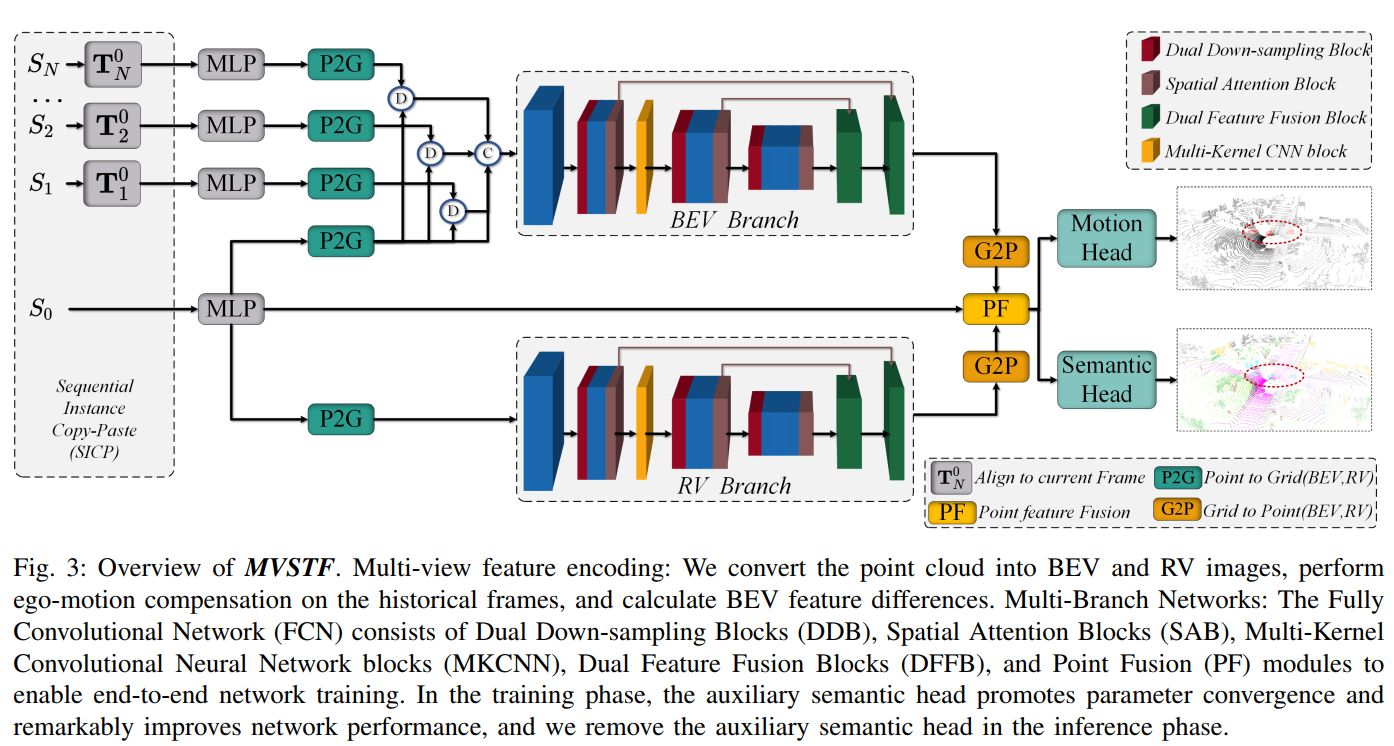 S_N T_N^0 MLP P2G D
...
S_2 T_2^0 MLP P2G D C
S_1 T_1^0 MLP P2G D
P2G
BEV Branch
Dual Down-sampling Block
Spatial Attention Block
Dual Feature Fusion Block
Multi-Kernel CNN block
G2P
Motion
Head
S_0 MLP PF
G2P
Semantic
Head
Sequential
Instance
Copy-Paste
(SICP)
P2G
RV Branch
T_N^0 Align to current Frame P2G Point to Grid(BEV,RV)
PF Point feature Fusion G2P Grid to Point(BEV,RV)
Fig. 3: Overview of MVSTF. Multi-view feature encoding: We convert the point cloud into BEV and RV images, perform
ego-motion compensation on the historical frames, and calculate BEV feature differences. Multi-Branch Networks: The Fully
Convolutional Network (FCN) consists of Dual Down-sampling Blocks (DDB), Spatial Attention Blocks (SAB), Multi-Kernel
Convolutional Neural Network blocks (MKCNN), Dual Feature Fusion Blocks (DFFB), and Point Fusion (PF) modules to
enable end-to-end network training. In the training phase, the auxiliary semantic head promotes parameter convergence and
remarkably improves network performance, and we remove the auxiliary semantic head in the inference phase.